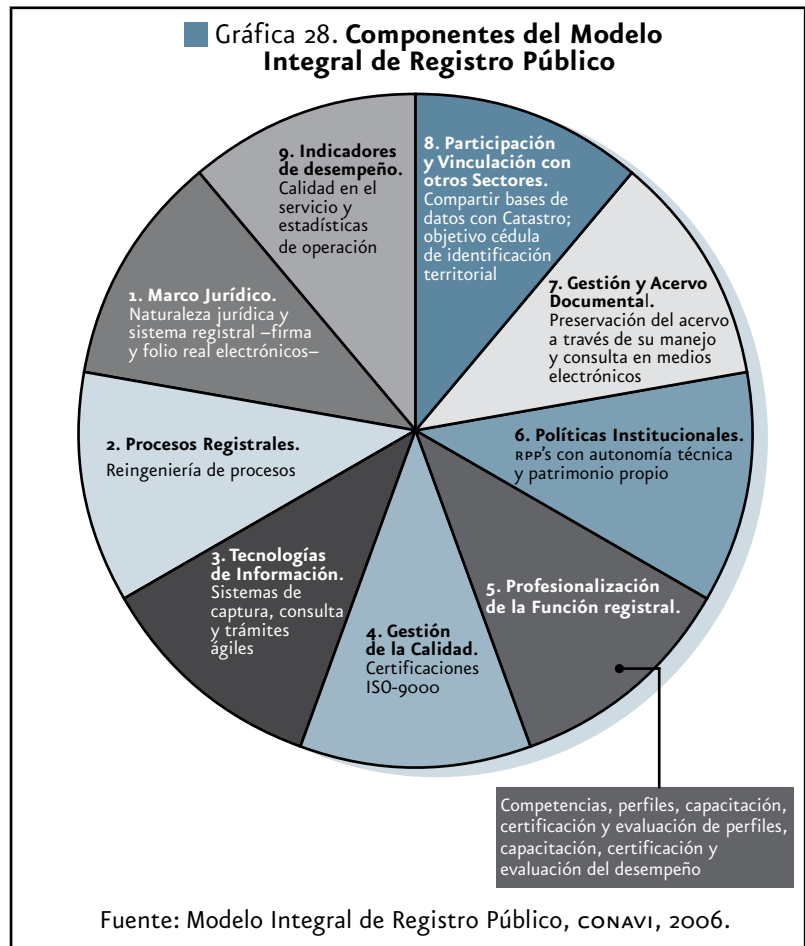 Gráfica 28. Componentes del Modelo
Integral de Registro Público
9. Indicadores
de desempeño.
Calidad en el
servicio y
estadísticas
de operación
8. Participación
y Vinculación con
otros Sectores.
Compartir bases de
datos con Catastro;
objetivo cédula
de identificación
territorial
1. Marco Jurídico.
Naturaleza jurídica y
sistema registral –firma
y folio real electrónicos–
7. Gestión y Acervo
Documental.
Preservación del acervo
a través de su manejo
y consulta en medios
electrónicos
2. Procesos Registrales.
Reingeniería de procesos
6. Políticas Institucionales.
RPP's con autonomía técnica
y patrimonio propio
3. Tecnologías
de Información.
Sistemas de
captura, consulta
y trámites
ágiles
4. Gestión
de la Calidad.
Certificaciones
ISO-9000
5. Profesionalización
de la Función registral.
Competencias, perfiles, capacitación,
certificación y evaluación de perfiles,
capacitación, certificación y
evaluación del desempeño
Fuente: Modelo Integral de Registro Público, CONAVI, 2006.